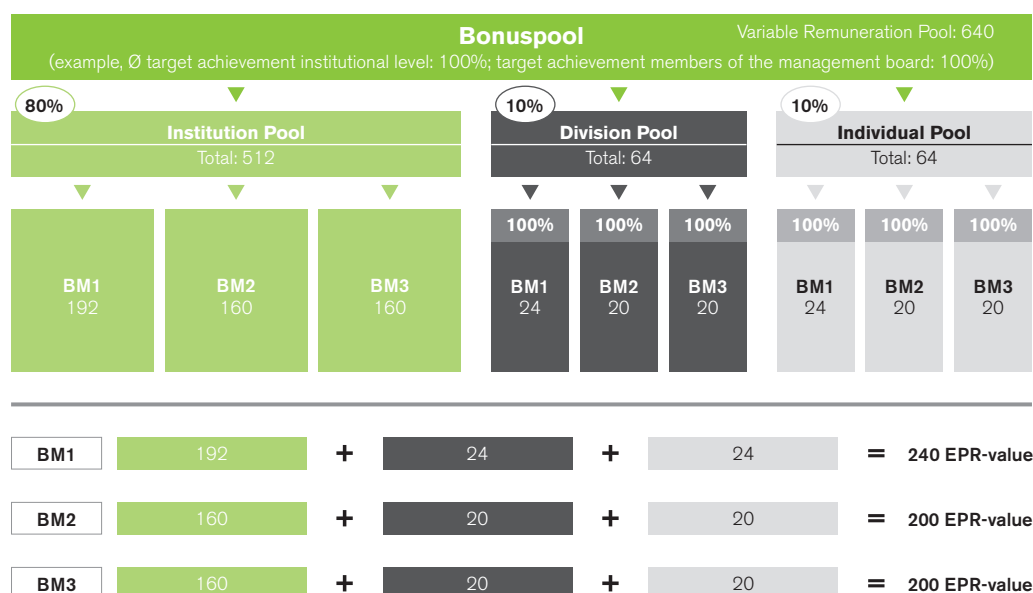 Bonuspool
Variable Remuneration Pool: 640
(example, Ø target achievement institutional level: 100%; target achievement members of the management board: 100%)
80%
Institution Pool
Total: 512
10%
Division Pool
Total: 64
10%
Individual Pool
Total: 64
100% 100% 100%
100% 100% 100%
BM1
192
BM2
160
BM3
160
BM1
24
BM2
20
BM3
20
BM1
24
BM2
20
BM3
20
BM1 192 + 24 + 24 = 240 EPR-value
BM2 160 + 20 + 20 = 200 EPR-value
BM3 160 + 20 + 20 = 200 EPR-value